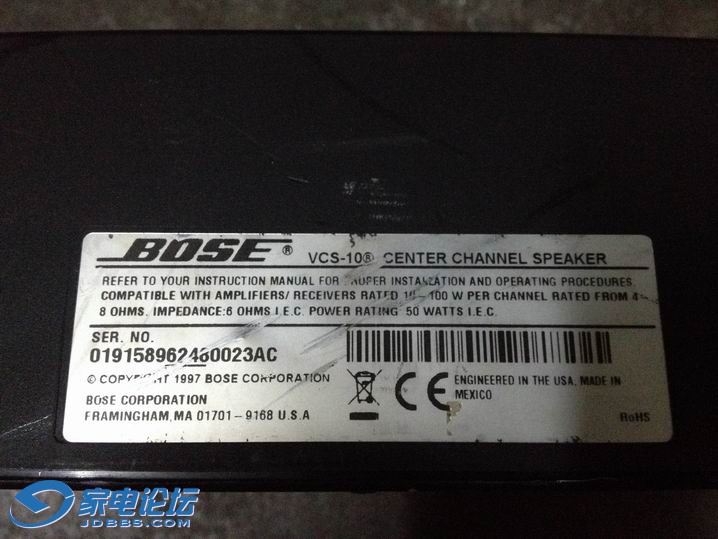 BOSE®
VCS-10® CENTER CHANNEL SPEAKER
REFER TO YOUR INSTRUCTION MANUAL FOR PROPER INSTALLATION AND OPERATING PROCEDURES.
COMPATIBLE WITH AMPLIFIERS/ RECEIVERS RATED 10 - 100 W PER CHANNEL RATED FROM 4-
8 OHMS. IMPEDANCE:6 OHMS I.E.C. POWER RATING: 50 WATTS I.E.C.
SER. NO.
019158962480023AC
© COPYRIGHT 1997 BOSE CORPORATION
BOSE CORPORATION
FRAMINGHAM, MA 01701 - 9168 U.S.A
CE
ENGINEERED IN THE USA, MADE IN
MEXICO
RoHS
家电论坛
JDBBS.COM